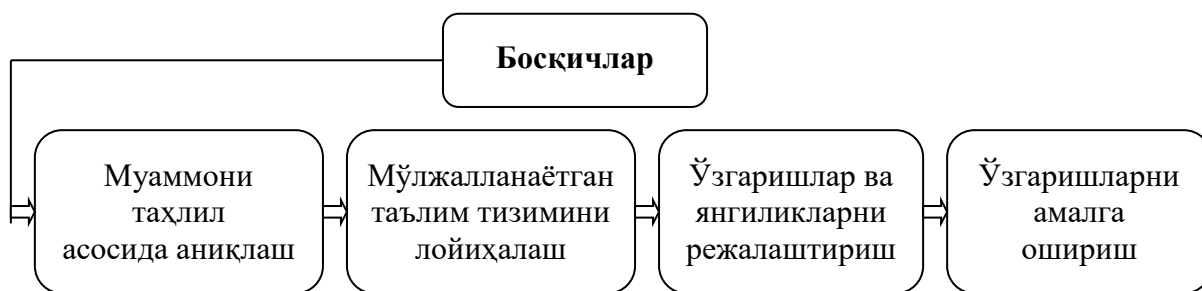 Босқичлар
Муаммони
таҳлил
асосида аниқлаш
Мўлжалланаётган
таълим тизимини
лойиҳалаш
Ўзгаришлар ва
янгиликларни
режалаштириш
Ўзгаришларни
амалга
ошириш